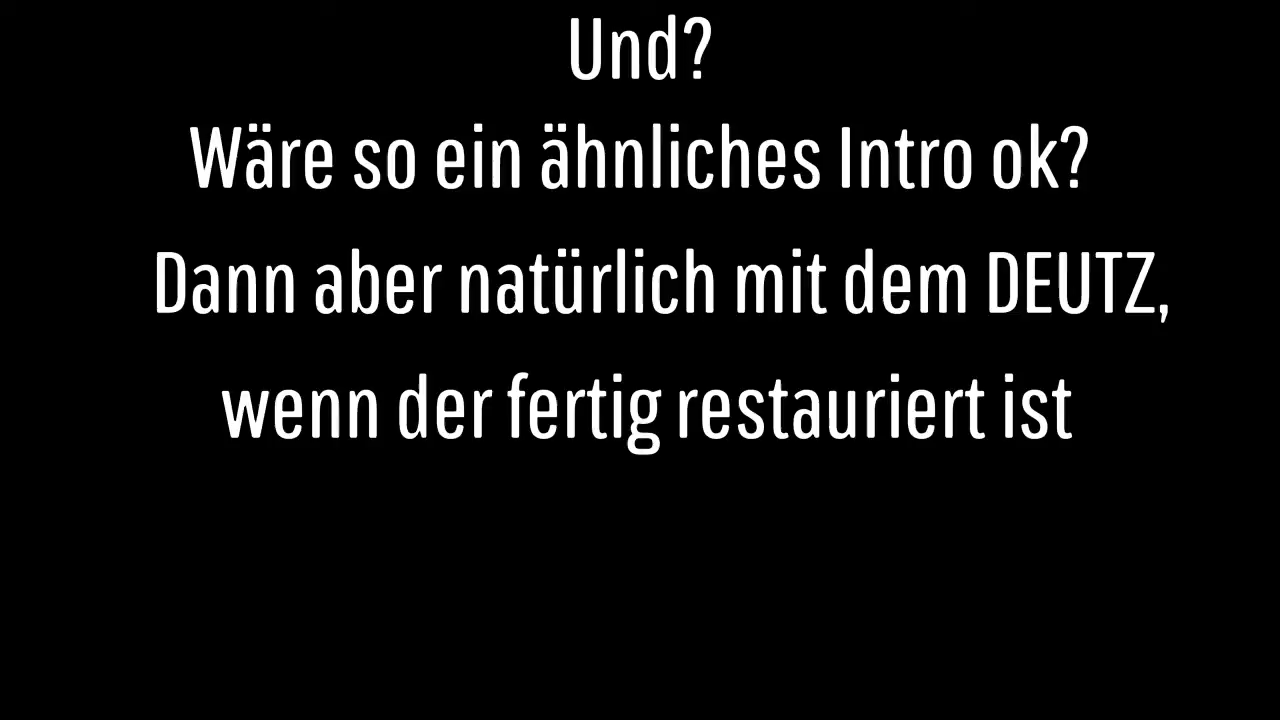 Und?
Wäre so ein ähnliches Intro ok?
Dann aber natürlich mit dem DEUTZ,
wenn der fertig restauriert ist